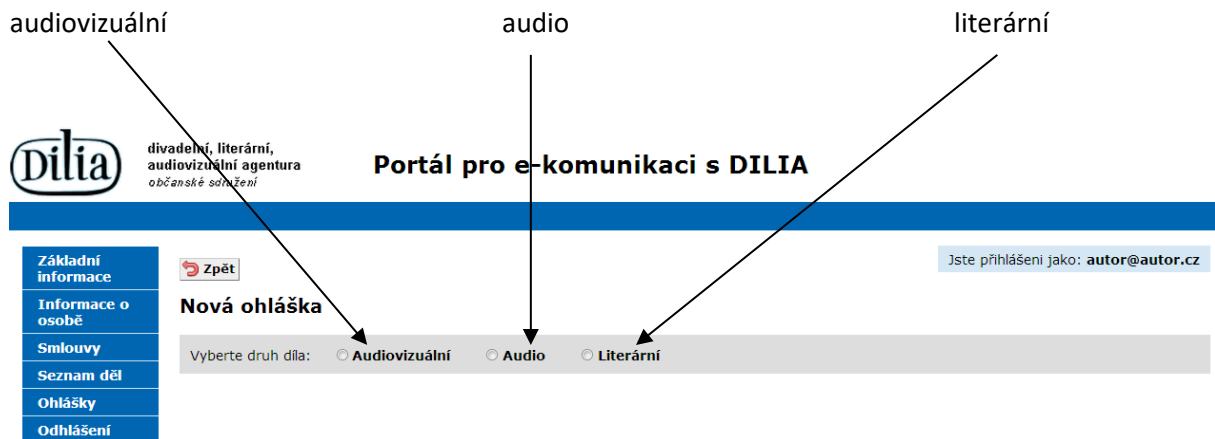 audiovizuální audio literární
Dilia
divadelní, literární,
audiovizuální agentura
občanské sdružení
Portál pro e-komunikaci s DILIA
Základní
informace
Informace o
osobě
Smlouvy
Seznam děl
Ohlášky
Odhlášení
Zpět
Jste přihlášeni jako: autor@autor.cz
Nová ohláška
Vyberte druh díla: Audiovizuální Audio Literární